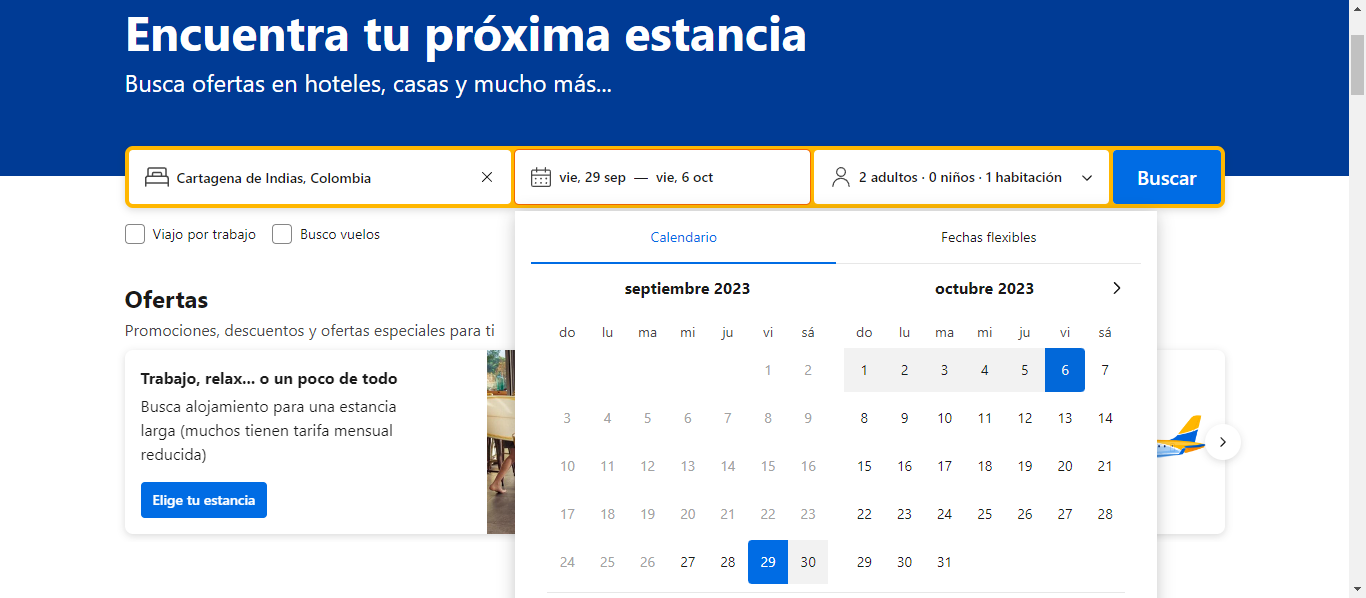 Encuentra tu próxima estancia
Busca ofertas en hoteles, casas y mucho más...
Cartagena de Indias, Colombia
vie, 29 sep — vie, 6 oct
2 adultos · 0 niños · 1 habitación
Buscar
Viajo por trabajo
Busco vuelos
Ofertas
Promociones, descuentos y ofertas especiales para ti
Trabajo, relax... o un poco de todo
Busca alojamiento para una estancia
larga (muchos tienen tarifa mensual
reducida)
Elige tu estancia
Calendario
Fechas flexibles
septiembre 2023
do lu ma mi ju vi sá
1 2
3 4 5 6 7 8 9
10 11 12 13 14 15 16
17 18 19 20 21 22 23
24 25 26 27 28 29 30
octubre 2023
do lu ma mi ju vi sá
1 2 3 4 5 6 7
8 9 10 11 12 13 14
15 16 17 18 19 20 21
22 23 24 25 26 27 28
29 30 31